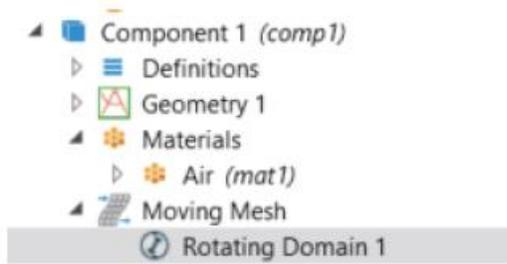 Component 1 (comp1)
Definitions
Geometry 1
Materials
Air (mat1)
Moving Mesh
Rotating Domain 1